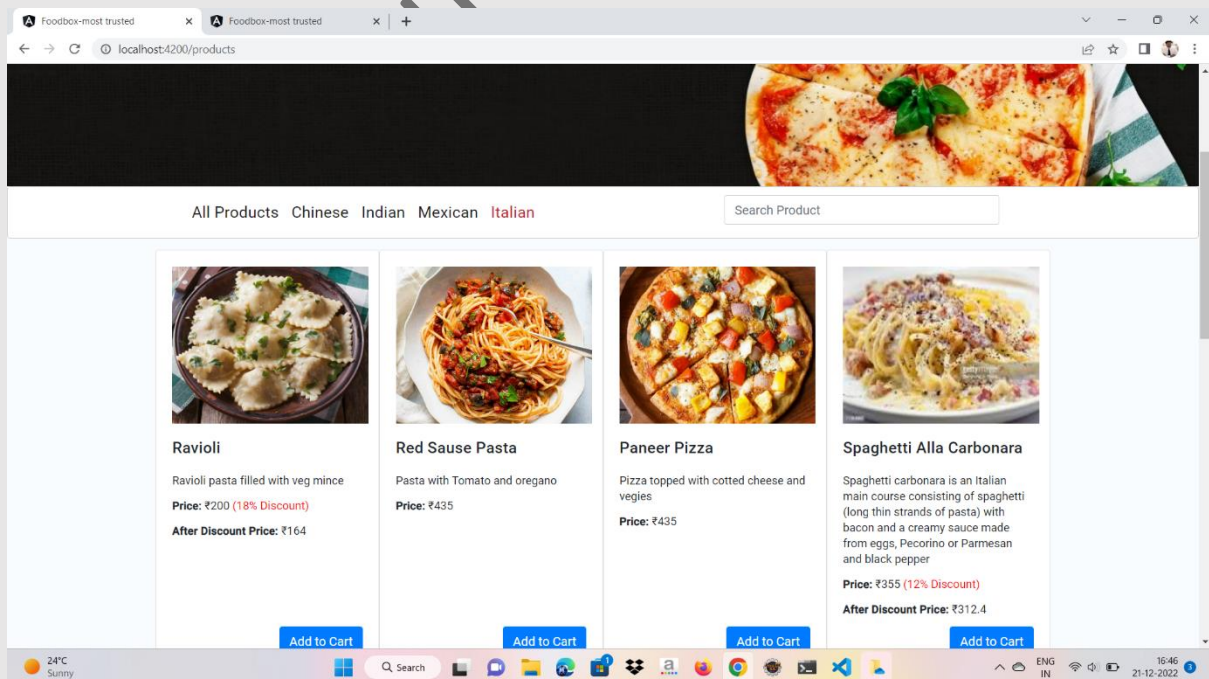 Foodbox-most trusted
Foodbox-most trusted
localhost:4200/products
All Products Chinese Indian Mexican Italian
Search Product
Ravioli
Ravioli pasta filled with veg mince
Price: ₹200 (18% Discount)
After Discount Price: ₹164
Add to Cart
Red Sause Pasta
Pasta with Tomato and oregano
Price: ₹435
Add to Cart
Paneer Pizza
Pizza topped with cotted cheese and
vegies
Price: ₹435
Add to Cart
Spaghetti Alla Carbonara
Spaghetti carbonara is an Italian
main course consisting of spaghetti
(long thin strands of pasta) with
bacon and a creamy sauce made
from eggs, Pecorino or Parmesan
and black pepper
Price: ₹355 (12% Discount)
After Discount Price: ₹312.4
Add to Cart
24°C
Sunny
Search
ENG
IN
16:46
21-12-2022
3